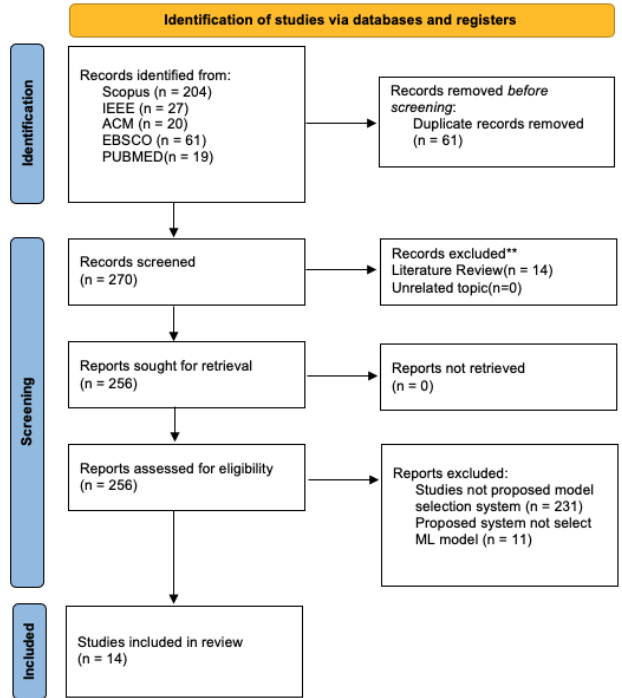 Identification of studies via databases and registers
Identification
Records identified from:
Scopus (n = 204)
IEEE (n = 27)
ACM (n = 20)
EBSCO (n = 61)
PUBMED(n = 19)
Records removed before
screening:
Duplicate records removed
(n = 61)
Screening
Records screened
(n = 270)
Records excluded**
Literature Review(n = 14)
Unrelated topic(n=0)
Reports sought for retrieval
(n = 256)
Reports not retrieved
(n = 0)
Reports assessed for eligibility
(n = 256)
Reports excluded:
Studies not proposed model
selection system (n = 231)
Proposed system not select
ML model (n = 11)
Included
Studies included in review
(n = 14)